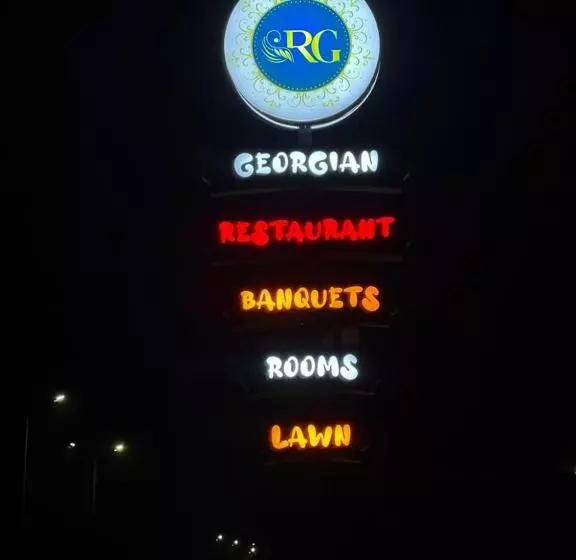 RG
GEORGIAN
RESTAURANT
BANQUETS
ROOMS
LAWN